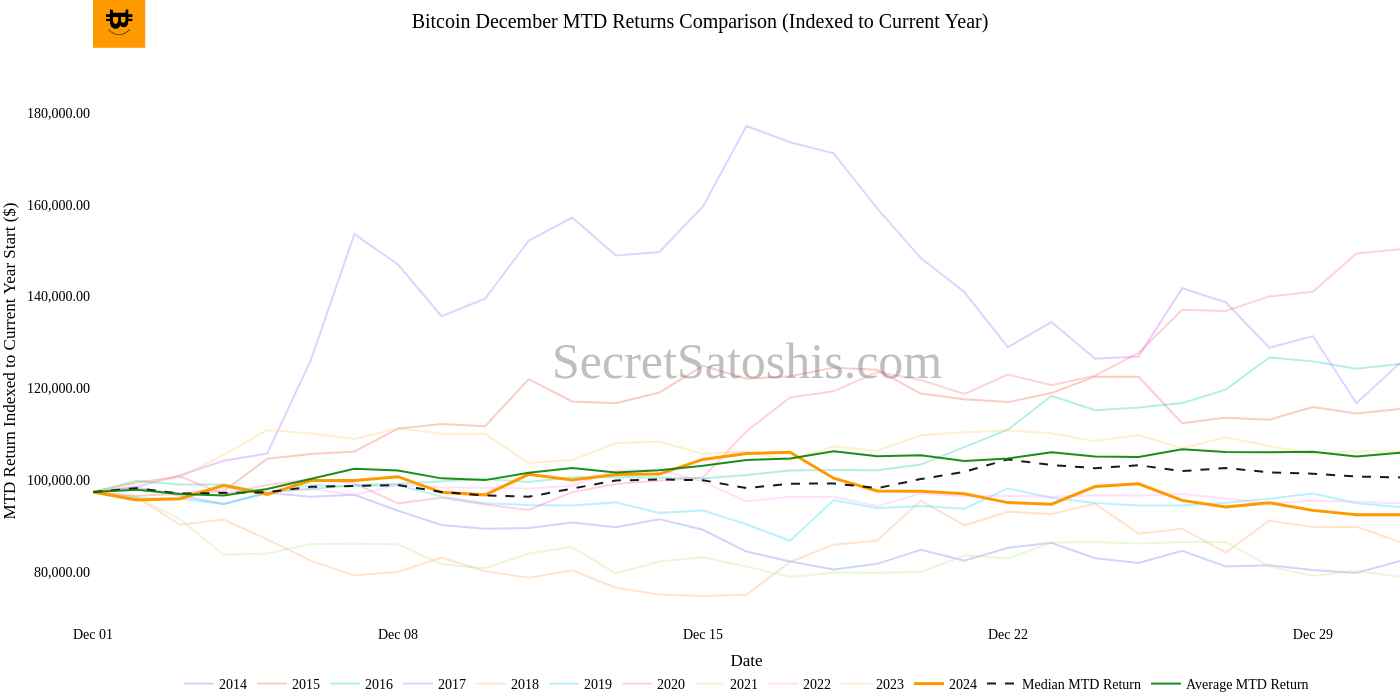 Bitcoin December MTD Returns Comparison (Indexed to Current Year)
MTD Return Indexed to Current Year Start ($)
180,000.00
160,000.00
140,000.00
120,000.00
100,000.00
80,000.00
SecretSatoshis.com
Dec 01 Dec 08 Dec 15 Dec 22 Dec 29
Date
2014 2015 2016 2017 2018 2019 2020 2021 2022 2023 2024 Median MTD Return Average MTD Return